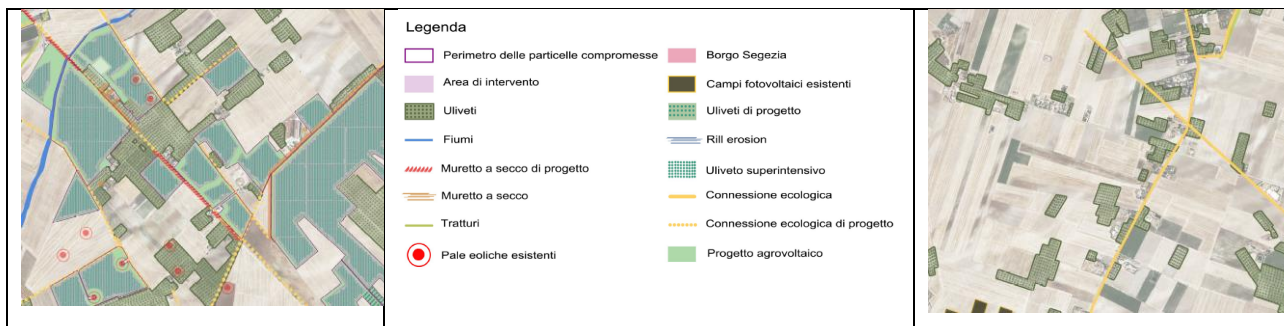 Legenda
Perimetro delle particelle compromesse
Area di intervento
Uliveti
Fiumi
Muretto a secco di progetto
Muretto a secco
Tratturi
Pale eoliche esistenti
Borgo Segezia
Campi fotovoltaici esistenti
Uliveti di progetto
Rill erosion
Uliveto superintensivo
Connessione ecologica
Connessione ecologica di progetto
Progetto agrovoltaico